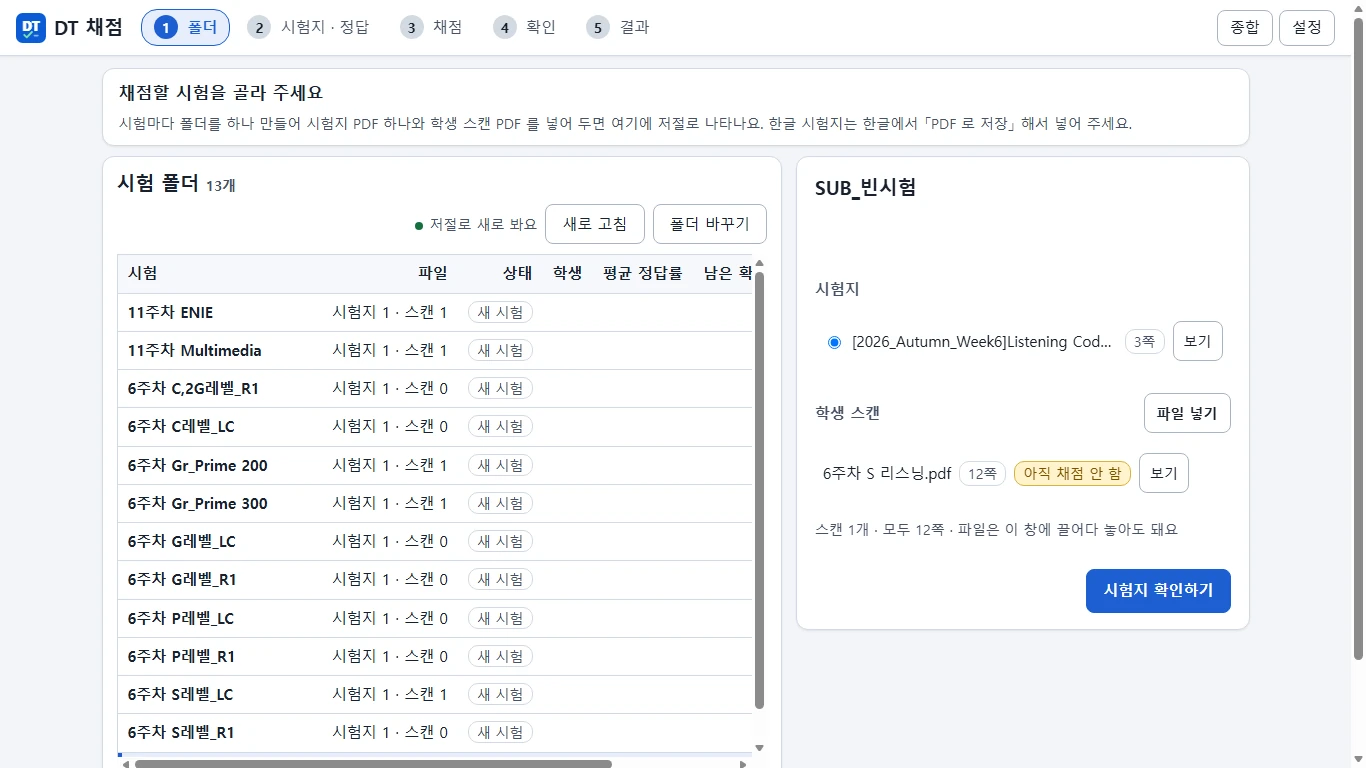 DT DT 채점 1 폴더 2 시험지 · 정답 3 채점 4 확인 5 결과 종합 설정
채점할 시험을 골라 주세요
시험마다 폴더를 하나 만들어 시험지 PDF 하나와 학생 스캔 PDF 를 넣어 두면 여기에 저절로 나타나요. 한글 시험지는 한글에서 「PDF 로 저장」 해서 넣어 주세요.
시험 폴더 13개
저절로 새로 봐요 새로 고침 폴더 바꾸기
시험 파일 상태 학생 평균 정답률 남은 확
11주차 ENIE 시험지 1 · 스캔 1 새 시험
11주차 Multimedia 시험지 1 · 스캔 1 새 시험
6주차 C,2G레벨_R1 시험지 1 · 스캔 0 새 시험
6주차 C레벨_LC 시험지 1 · 스캔 0 새 시험
6주차 Gr_Prime 200 시험지 1 · 스캔 1 새 시험
6주차 Gr_Prime 300 시험지 1 · 스캔 1 새 시험
6주차 G레벨_LC 시험지 1 · 스캔 0 새 시험
6주차 G레벨_R1 시험지 1 · 스캔 0 새 시험
6주차 P레벨_LC 시험지 1 · 스캔 0 새 시험
6주차 P레벨_R1 시험지 1 · 스캔 0 새 시험
6주차 S레벨_LC 시험지 1 · 스캔 1 새 시험
6주차 S레벨_R1 시험지 1 · 스캔 0 새 시험
SUB_빈시험
시험지
[2026_Autumn_Week6]Listening Cod... 3쪽 보기
학생 스캔 파일 넣기
6주차 S 리스닝.pdf 12쪽 아직 채점 안 함 보기
스캔 1개 · 모두 12쪽 · 파일은 이 창에 끌어다 놓아도 돼요
시험지 확인하기